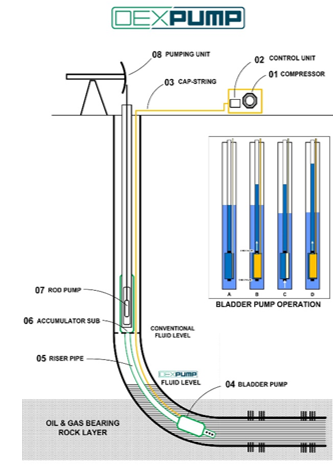 DEXPUMP
08 PUMPING UNIT
02 CONTROL UNIT
03 CAP-STRING
01 COMPRESSOR
A B C D
BLADDER PUMP OPERATION
07 ROD PUMP
06 ACCUMULATOR SUB
CONVENTIONAL
FLUID LEVEL
05 RISER PIPE
DEXPUMP
FLUID LEVEL
04 BLADDER PUMP
OIL & GAS BEARING
ROCK LAYER